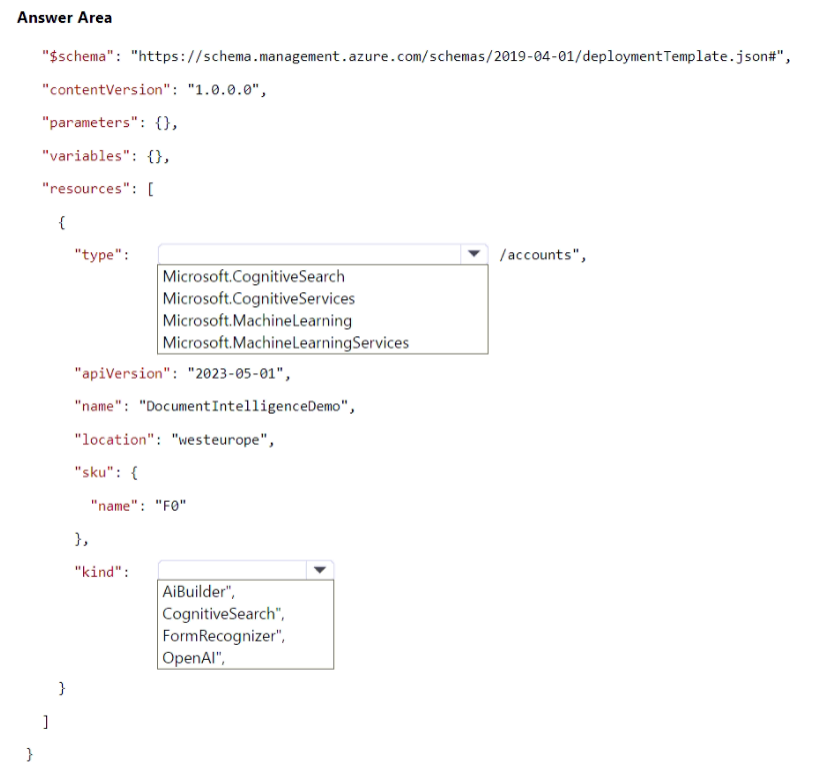 Answer Area
"$schema": "https://schema.management.azure.com/schemas/2019-04-01/deploymentTemplate.json#",
"contentVersion": "1.0.0.0",
"parameters": {},
"variables": {},
"resources": [
{
"type": /accounts",
Microsoft.CognitiveSearch
Microsoft.CognitiveServices
Microsoft.MachineLearning
Microsoft.MachineLearningServices
"apiVersion": "2023-05-01",
"name": "DocumentIntelligenceDemo",
"location": "westeurope",
"sku": {
"name": "F0"
},
"kind":
AiBuilder",
CognitiveSearch",
FormRecognizer",
OpenAI",
}
]
}